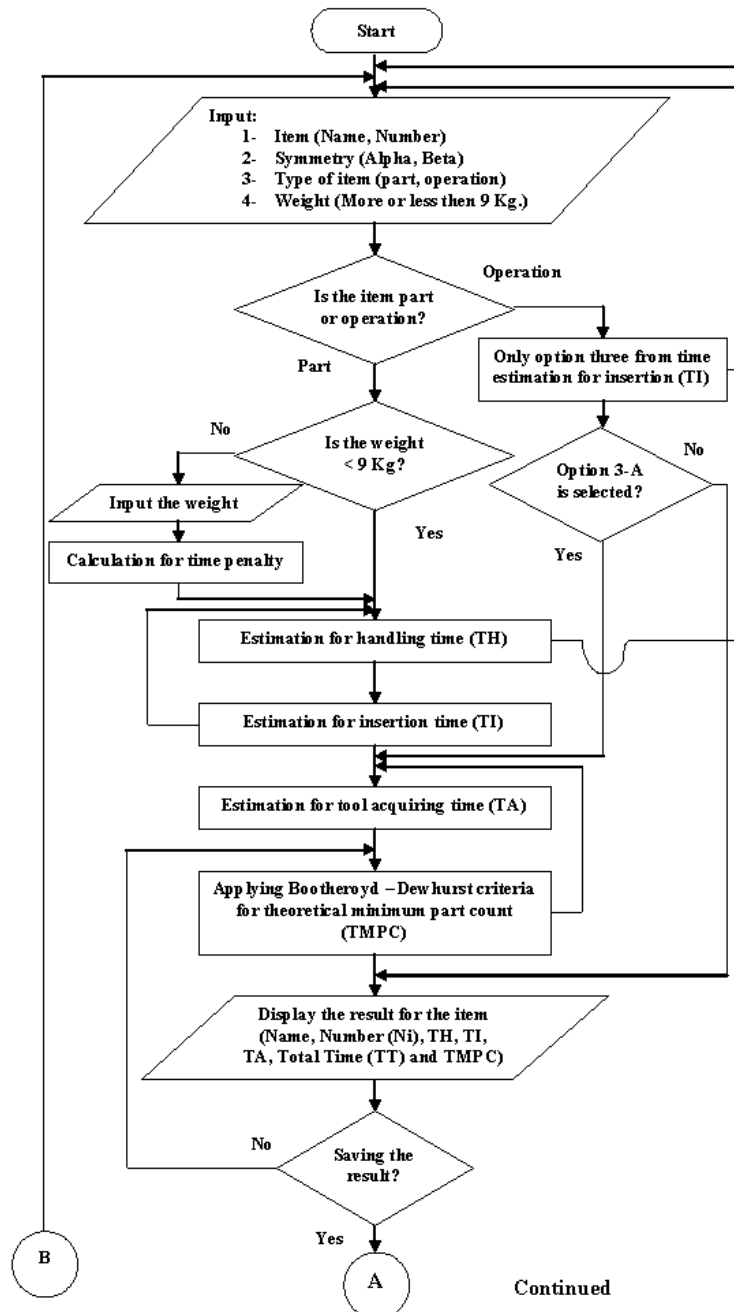 Start
Input:
1- Item (Name, Number)
2- Symmetry (Alpha, Beta)
3- Type of item (part, operation)
4- Weight (More or less then 9 Kg.)
Operation
Is the item part
or operation?
Part
Only option three from time
estimation for insertion (TI)
No
Is the weight
< 9 Kg?
No
Option 3-A
is selected?
Input the weight
Yes
Yes
Calculation for time penalty
Estimation for handling time (TH)
Estimation for insertion time (TI)
Estimation for tool acquiring time (TA)
Applying Bootheroyd – Dewhurst criteria
for theoretical minimum part count
(TMPC)
Display the result for the item
(Name, Number (Ni), TH, TI,
TA, Total Time (TT) and TMPC)
No
Saving the
result?
Yes
B
A
Continued